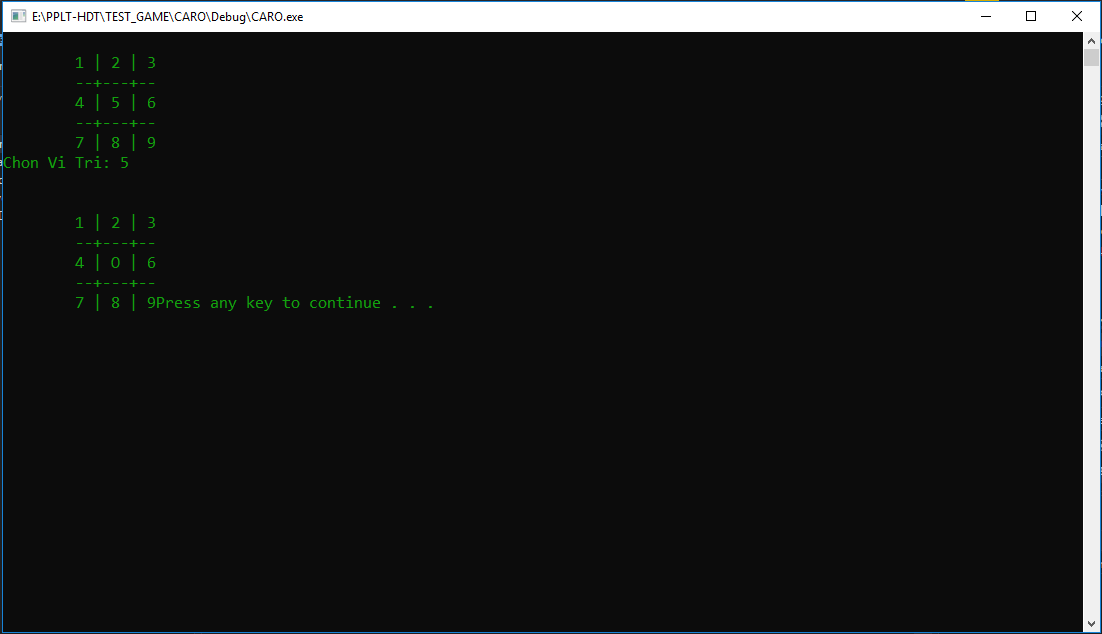 E:\PPLT-HDT\TEST_GAME\CARO\Debug\CARO.exe
1 | 2 | 3
--+---+--
4 | 5 | 6
--+---+--
7 | 8 | 9
Chon Vi Tri: 5
1 | 2 | 3
--+---+--
4 | O | 6
--+---+--
7 | 8 | 9Press any key to continue . . .